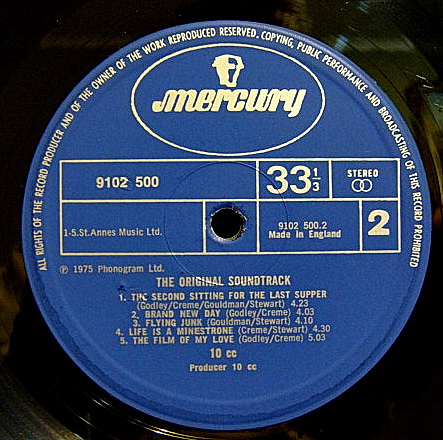 ALL RIGHTS OF THE RECORD PRODUCER AND OF THE OWNER OF THE WORK REPRODUCED RESERVED. COPYING, PUBLIC PERFORMANCE AND BROADCASTING OF THIS RECORD PROHIBITED
mercury
9102 500
33 1/3
STEREO
1-5.St.Annes Music Ltd.
9102 500.2
Made in England
2
℗ 1975 Phonogram Ltd.
THE ORIGINAL SOUNDTRACK
1. THE SECOND SITTING FOR THE LAST SUPPER
(Godley/Creme/Gouldman/Stewart) 4.23
2. BRAND NEW DAY (Godley/Creme) 4.03
3. FLYING JUNK (Gouldman/Stewart) 4.10
4. LIFE IS A MINESTRONE (Creme/Stewart) 4.30
5. THE FILM OF MY LOVE (Godley/Creme) 5.03
10 cc
Producer 10 cc